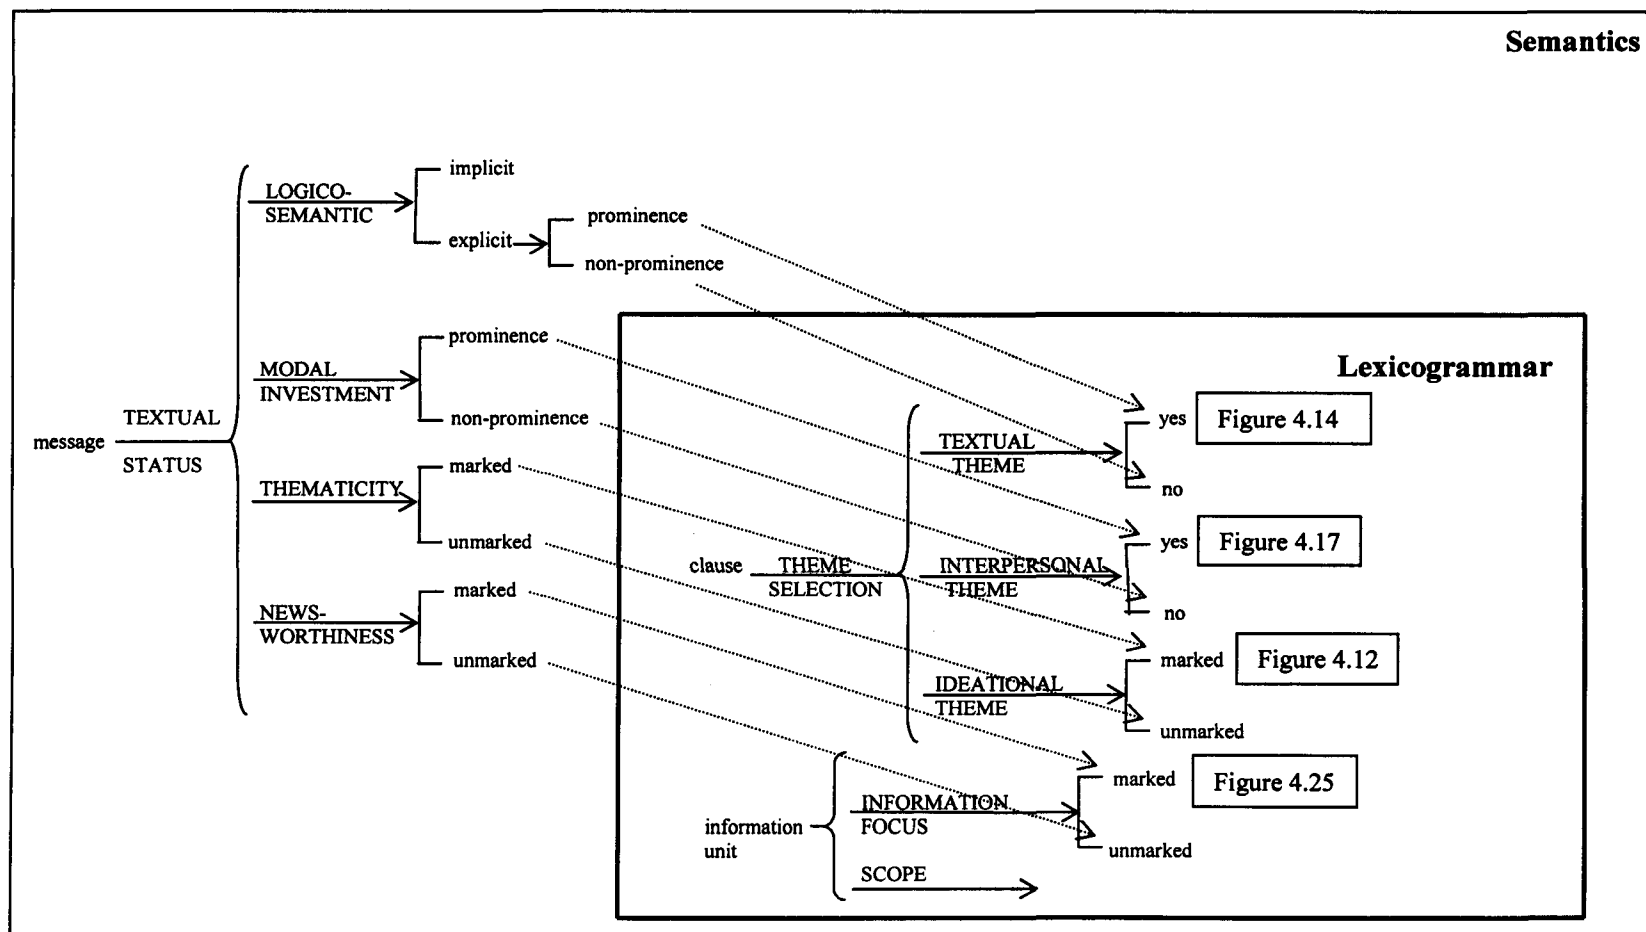 Semantics
message
TEXTUAL
STATUS
LOGICO-
SEMANTIC
implicit
explicit
prominence
non-prominence
MODAL
INVESTMENT
prominence
non-prominence
THEMATICITY
marked
unmarked
NEWS-
WORTHINESS
marked
unmarked
Lexicogrammar
clause
THEME
SELECTION
TEXTUAL
THEME
yes
Figure 4.14
no
INTERPERSONAL
THEME
yes
Figure 4.17
no
IDEATIONAL
THEME
marked
Figure 4.12
unmarked
information
unit
INFORMATION
FOCUS
marked
Figure 4.25
unmarked
SCOPE